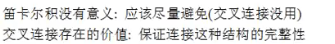 笛卡尔积没有意义: 应该尽量避免(交叉连接没用)
交叉连接存在的价值: 保证连接这种结构的完整性